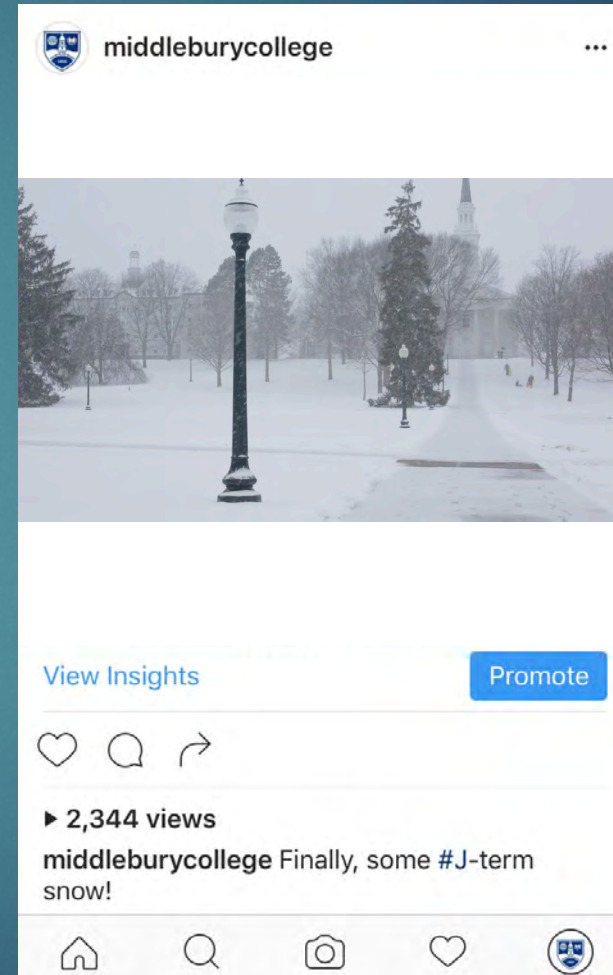 middleburycollege
View Insights
Promote
▶ 2,344 views
middleburycollege Finally, some #J-term
snow!